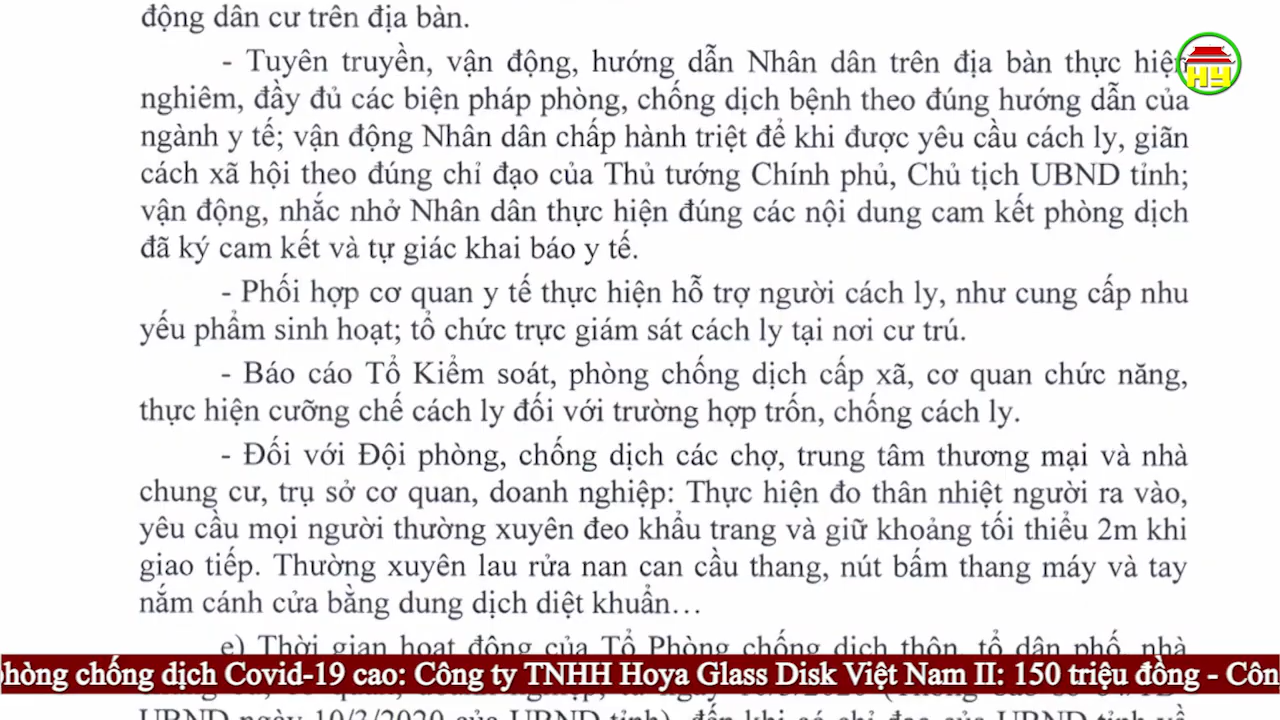 động dân cư trên địa bàn.
- Tuyên truyền, vận động, hướng dẫn Nhân dân trên địa bàn thực hiện
HY
nghiêm, đầy đủ các biện pháp phòng, chống dịch bệnh theo đúng hướng dẫn của
ngành y tế; vận động Nhân dân chấp hành triệt để khi được yêu cầu cách ly, giãn
cách xã hội theo đúng chỉ đạo của Thủ tướng Chính phủ, Chủ tịch UBND tỉnh;
vận động, nhắc nhở Nhân dân thực hiện đúng các nội dung cam kết phòng dịch
đã ký cam kết và tự giác khai báo y tế.
- Phối hợp cơ quan y tế thực hiện hỗ trợ người cách ly, như cung cấp nhu
yếu phẩm sinh hoạt; tổ chức trực giám sát cách ly tại nơi cư trú.
- Báo cáo Tổ Kiểm soát, phòng chống dịch cấp xã, cơ quan chức năng,
thực hiện cưỡng chế cách ly đối với trường hợp trốn, chống cách ly.
- Đối với Đội phòng, chống dịch các chợ, trung tâm thương mại và nhà
chung cư, trụ sở cơ quan, doanh nghiệp: Thực hiện đo thân nhiệt người ra vào,
yêu cầu mọi người thường xuyên đeo khẩu trang và giữ khoảng tối thiểu 2m khi
giao tiếp. Thường xuyên lau rửa nan can cầu thang, nút bấm thang máy và tay
nắm cánh cửa bằng dung dịch diệt khuẩn…
e) Thời gian hoạt động của Tổ Phòng chống dịch thôn, tổ dân phố, nhà
hòng chống dịch Covid-19 cao: Công ty TNHH Hoya Glass Disk Việt Nam II: 150 triệu đồng - Côn
UBND ngày 10/3/2020 của UBND tỉnh), đến khi có chỉ đạo của UBND tỉnh về